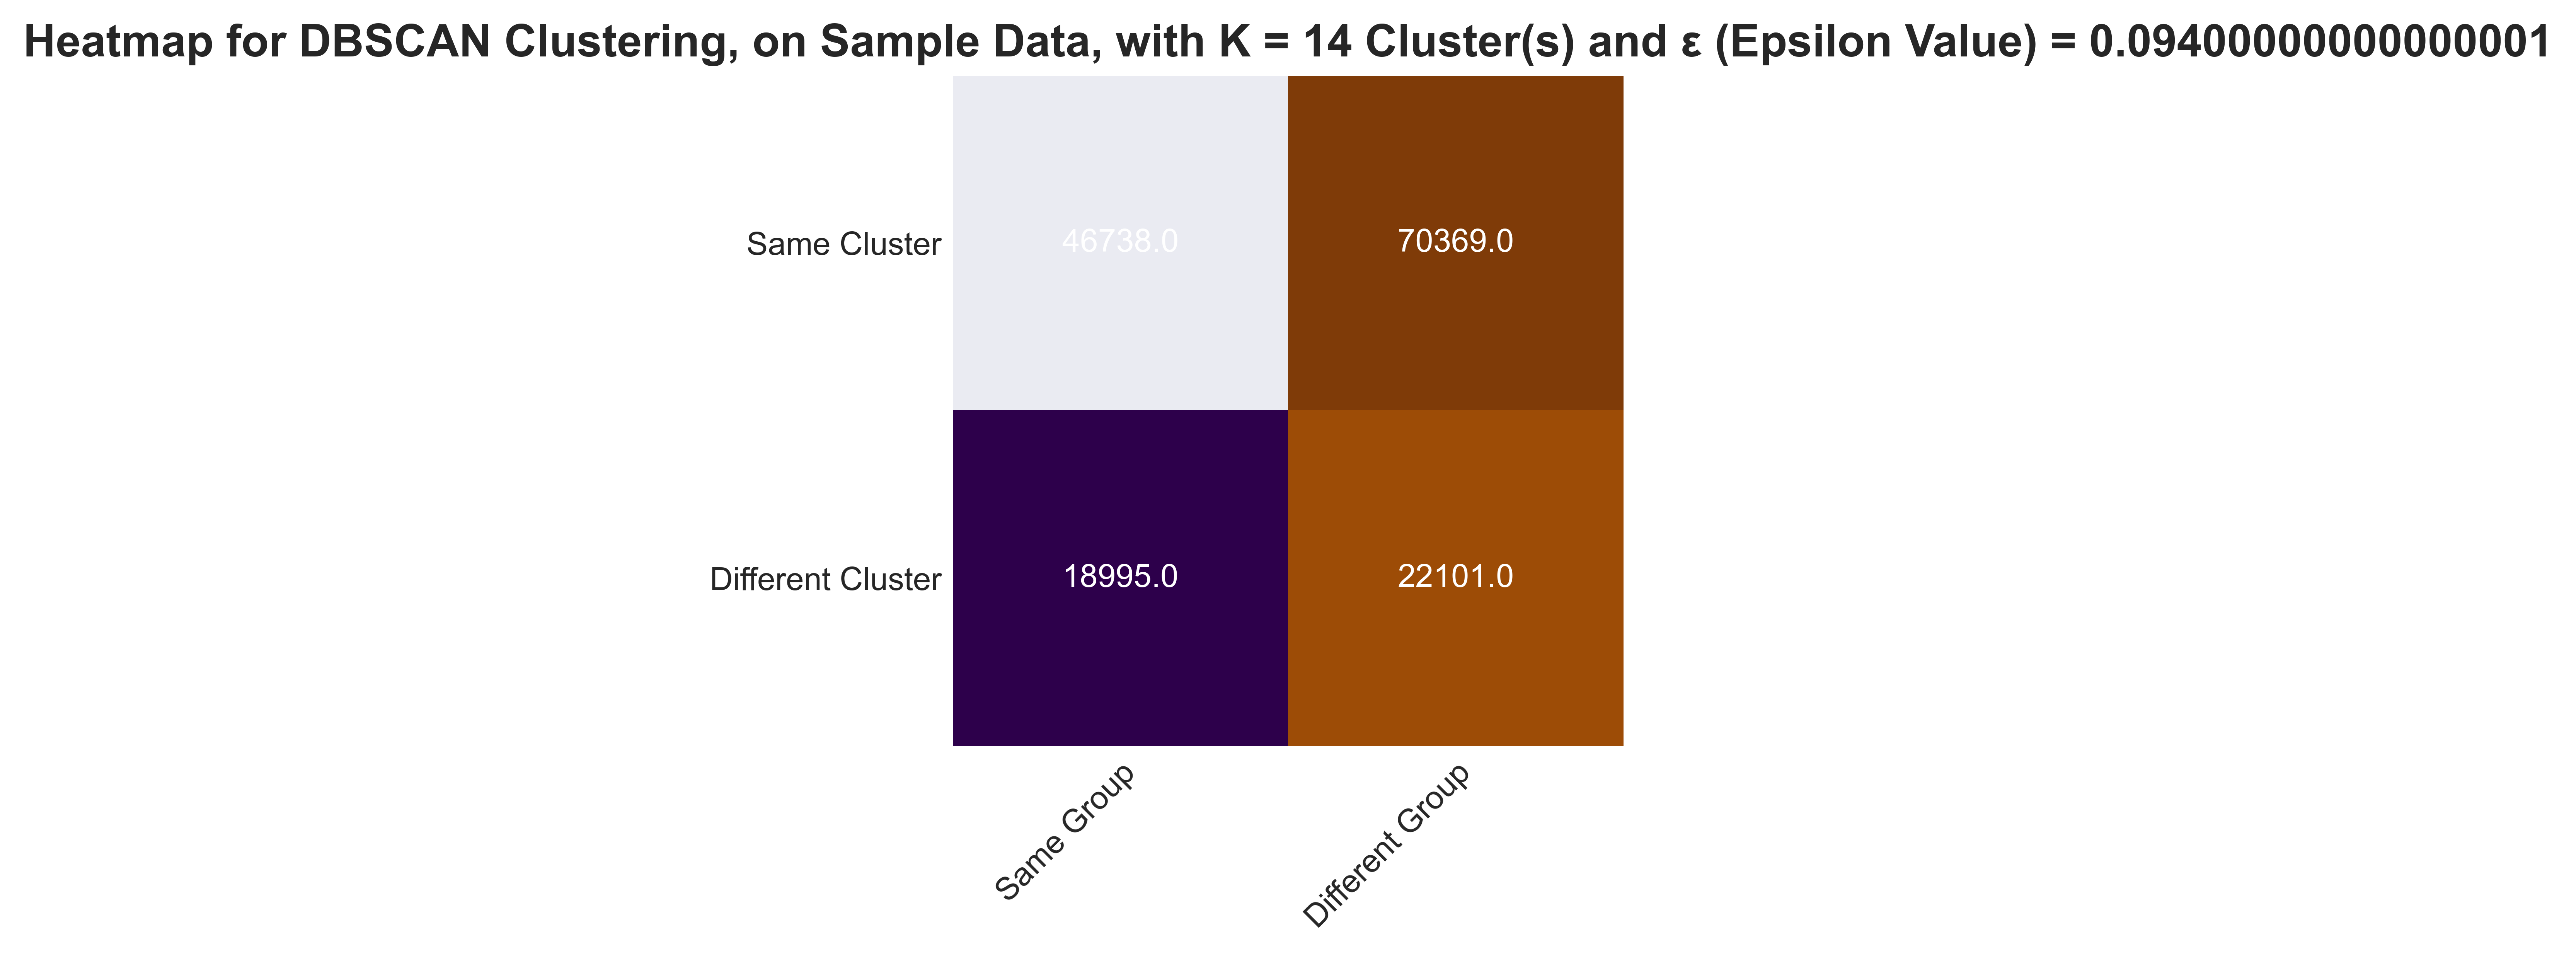 Heatmap for DBSCAN Clustering, on Sample Data, with K = 14 Cluster(s) and ε (Epsilon Value) = 0.09400000000000001
Same Cluster
46738.0
70369.0
Different Cluster
18995.0
22101.0
Same Group
Different Group